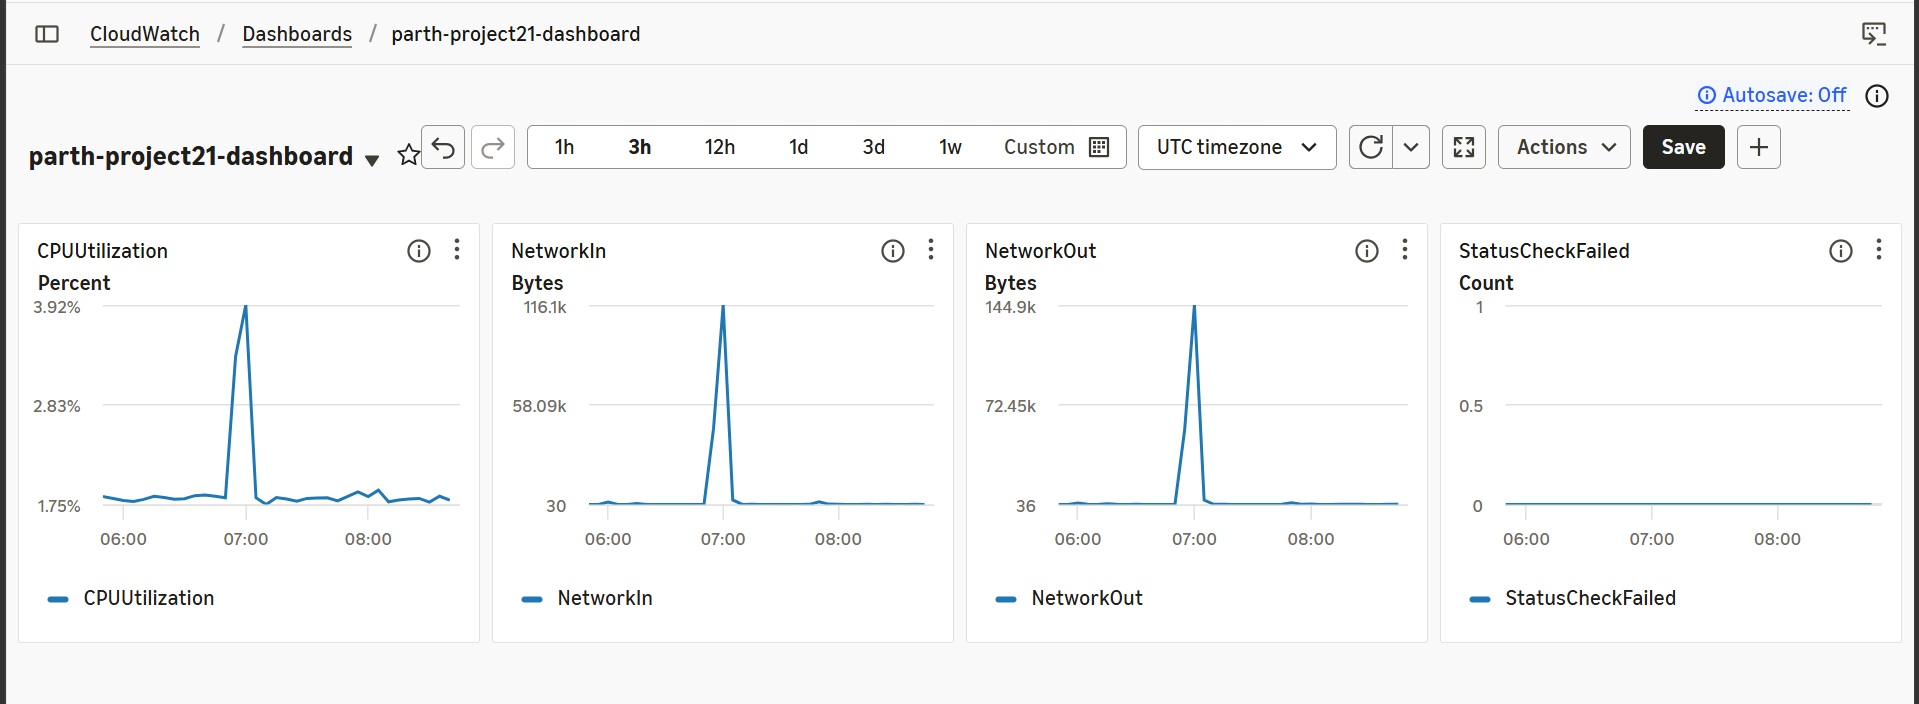 CloudWatch / Dashboards / parth-project21-dashboard
Autosave: Off
parth-project21-dashboard
1h 3h 12h 1d 3d 1w Custom UTC timezone Actions Save
CPUUtilization
Percent
3.92%
2.83%
1.75%
06:00 07:00 08:00
CPUUtilization
NetworkIn
Bytes
116.1k
58.09k
30
06:00 07:00 08:00
NetworkIn
NetworkOut
Bytes
144.9k
72.45k
36
06:00 07:00 08:00
NetworkOut
StatusCheckFailed
Count
1
0.5
0
06:00 07:00 08:00
StatusCheckFailed